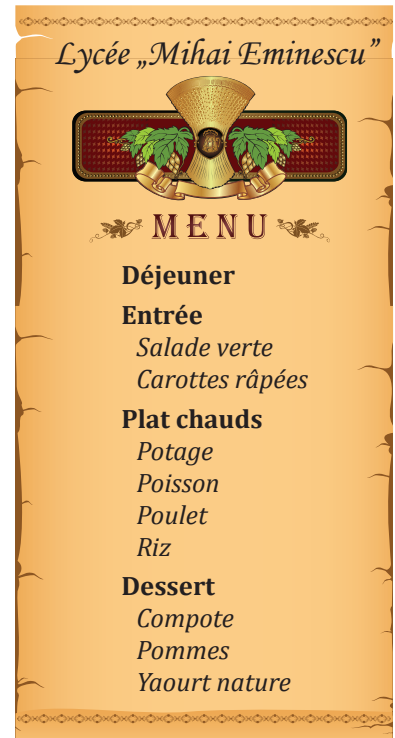 Lycée „Mihai Eminescu”
MENU
Déjeuner
Entrée
Salade verte
Carottes râpées
Plat chauds
Potage
Poisson
Poulet
Riz
Dessert
Compote
Pommes
Yaourt nature